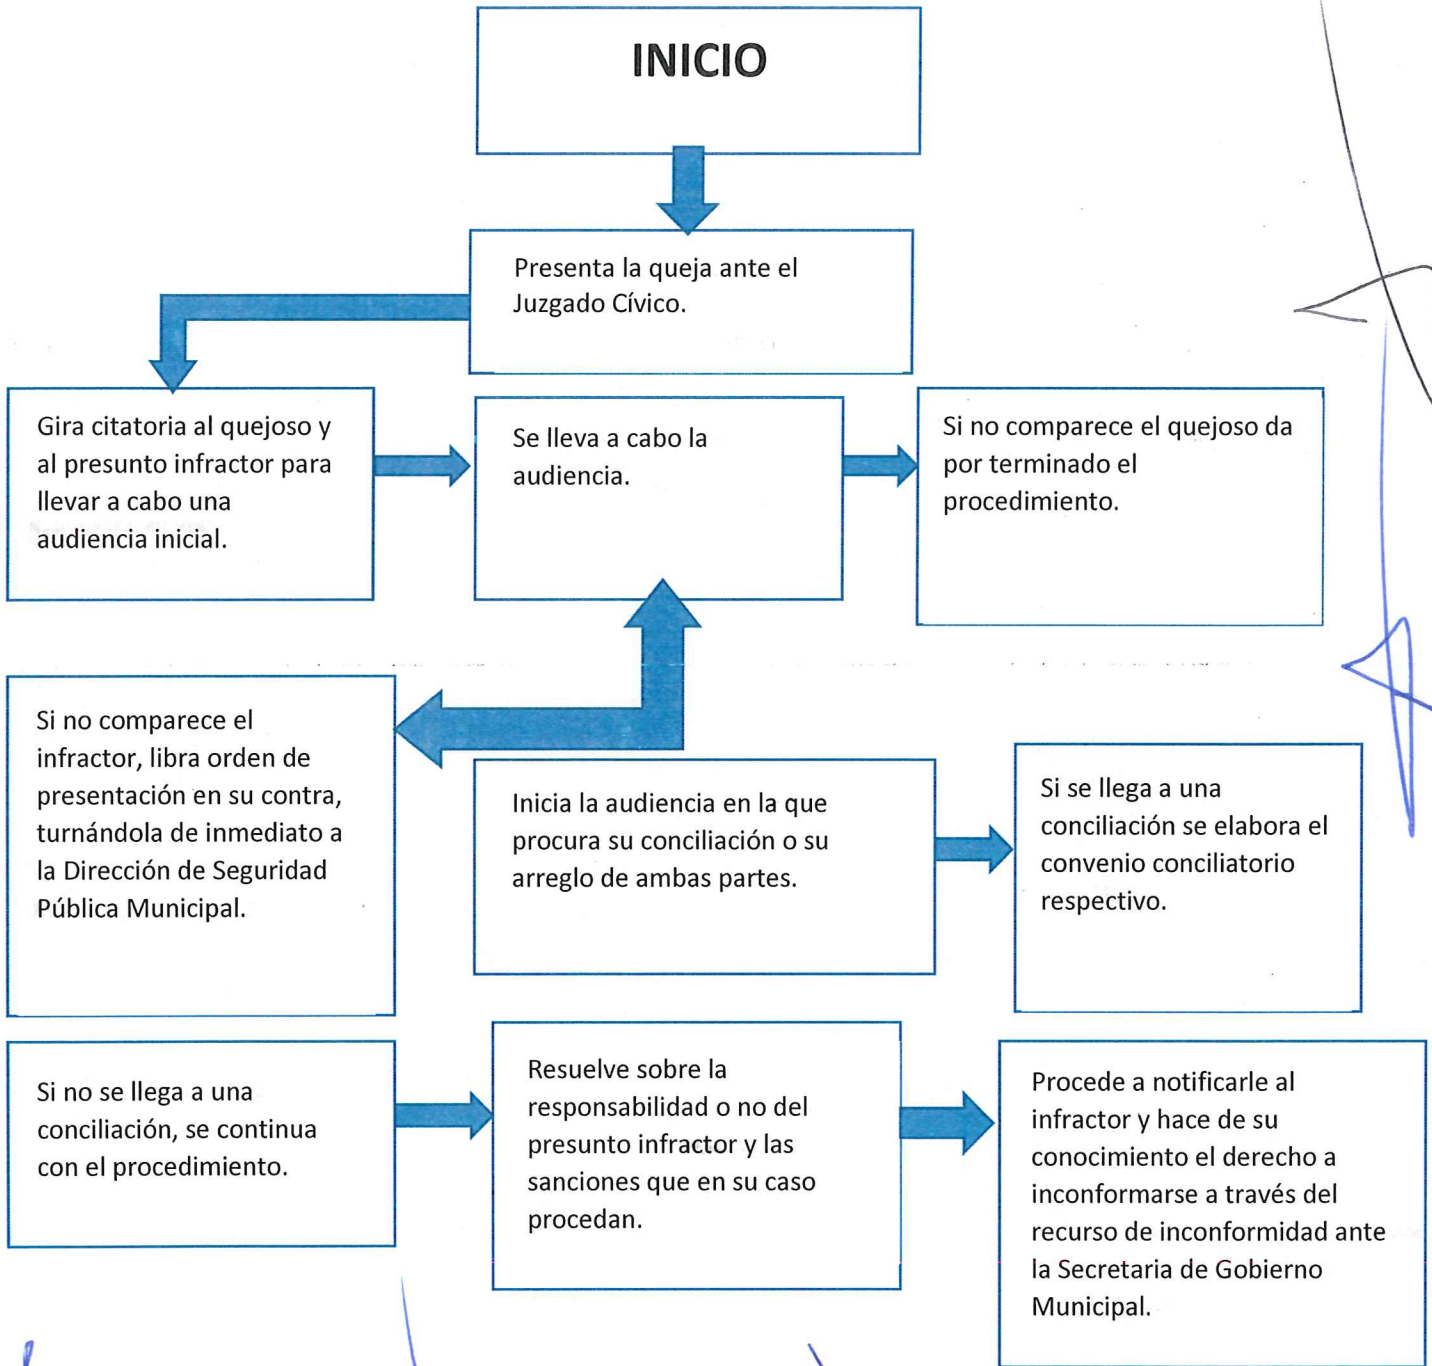 INICIO
Presenta la queja ante el
Juzgado Cívico.
Gira citatoria al quejoso y
al presunto infractor para
llevar a cabo una
audiencia inicial.
Se lleva a cabo la
audiencia.
Si no comparece el quejoso da
por terminado el
procedimiento.
Si no comparece el
infractor, libra orden de
presentación en su contra,
turnándola de inmediato a
la Dirección de Seguridad
Pública Municipal.
Inicia la audiencia en la que
procura su conciliación o su
arreglo de ambas partes.
Si se llega a una
conciliación se elabora el
convenio conciliatorio
respectivo.
Si no se llega a una
conciliación, se continua
con el procedimiento.
Resuelve sobre la
responsabilidad o no del
presunto infractor y las
sanciones que en su caso
procedan.
Procede a notificarle al
infractor y hace de su
conocimiento el derecho a
inconformarse a través del
recurso de inconformidad ante
la Secretaria de Gobierno
Municipal.